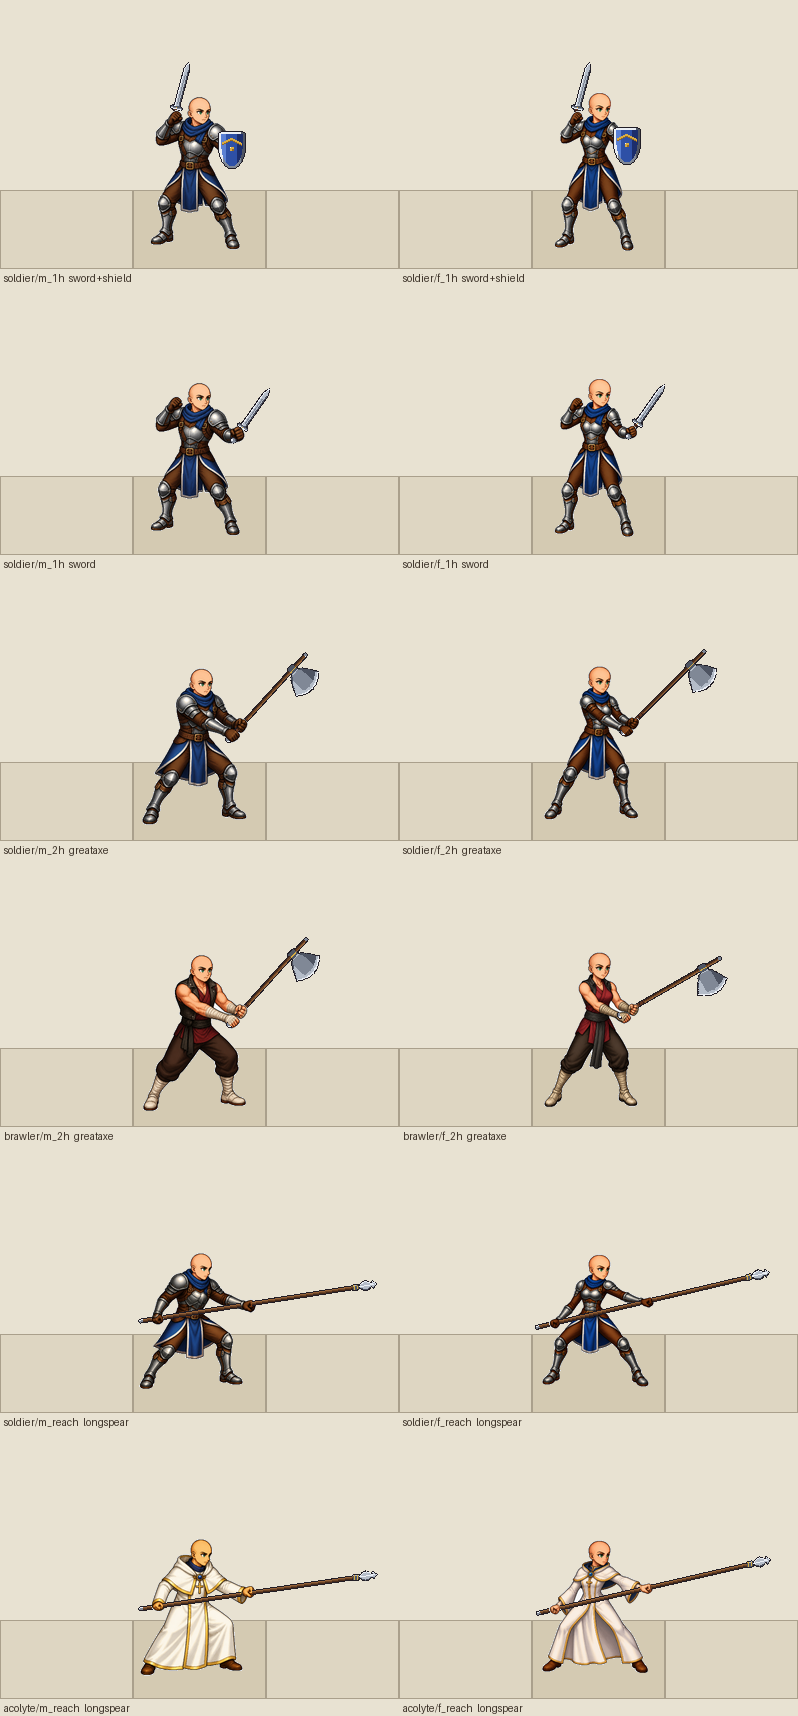 soldier/m_1h sword+shield
soldier/f_1h sword+shield
soldier/m_1h sword
soldier/f_1h sword
soldier/m_2h greataxe
soldier/f_2h greataxe
brawler/m_2h greataxe
brawler/f_2h greataxe
soldier/m_reach longspear
soldier/f_reach longspear
acolyte/m_reach longspear
acolyte/f_reach longspear